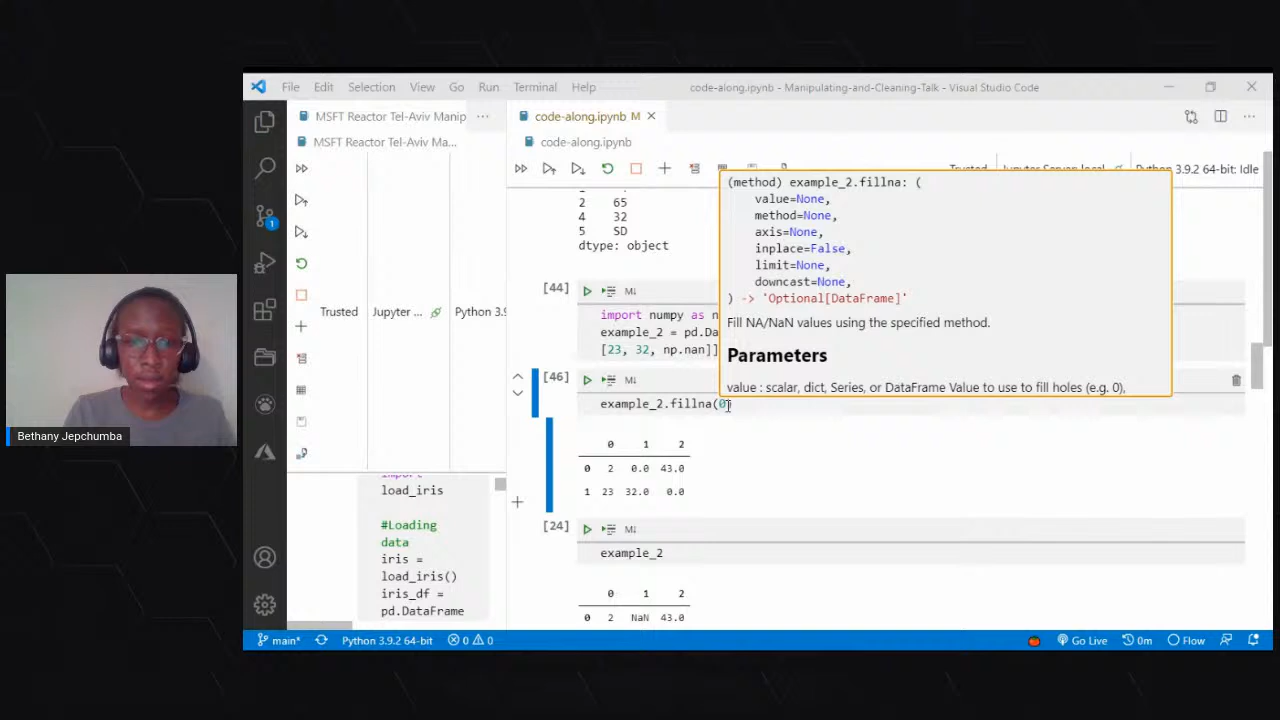 File Edit Selection View Go Run Terminal Help
code-along.ipynb - Manipulating-and-Cleaning-Talk - Visual Studio Code
MSFT Reactor Tel-Aviv Manip ...
code-along.ipynb M
MSFT Reactor Tel-Aviv Ma...
code-along.ipynb
Trusted
Jupyter ...
Python 3.9
Trusted Jupyter Server: local Python 3.9.2 64-bit: Idle
2 65
4 32
5 SD
dtype: object
[44]
M↓
import numpy as n
example_2 = pd.Da
[23, 32, np.nan]]
(method) example_2.fillna: (
value=None,
method=None,
axis=None,
inplace=False,
limit=None,
downcast=None,
) -> 'Optional[DataFrame]'
Fill NA/NaN values using the specified method.
Parameters
value : scalar, dict, Series, or DataFrame Value to use to fill holes (e.g. 0),
[46]
M↓
example_2.fillna(0
0 1 2
0 2 0.0 43.0
1 23 32.0 0.0
[24]
M↓
example_2
0 1 2
0 2 NaN 43.0
import
load_iris
#Loading
data
iris =
load_iris()
iris_df =
pd.DataFrame
1
Bethany Jepchumba
main* Python 3.9.2 64-bit 0 0
Go Live 0m Flow